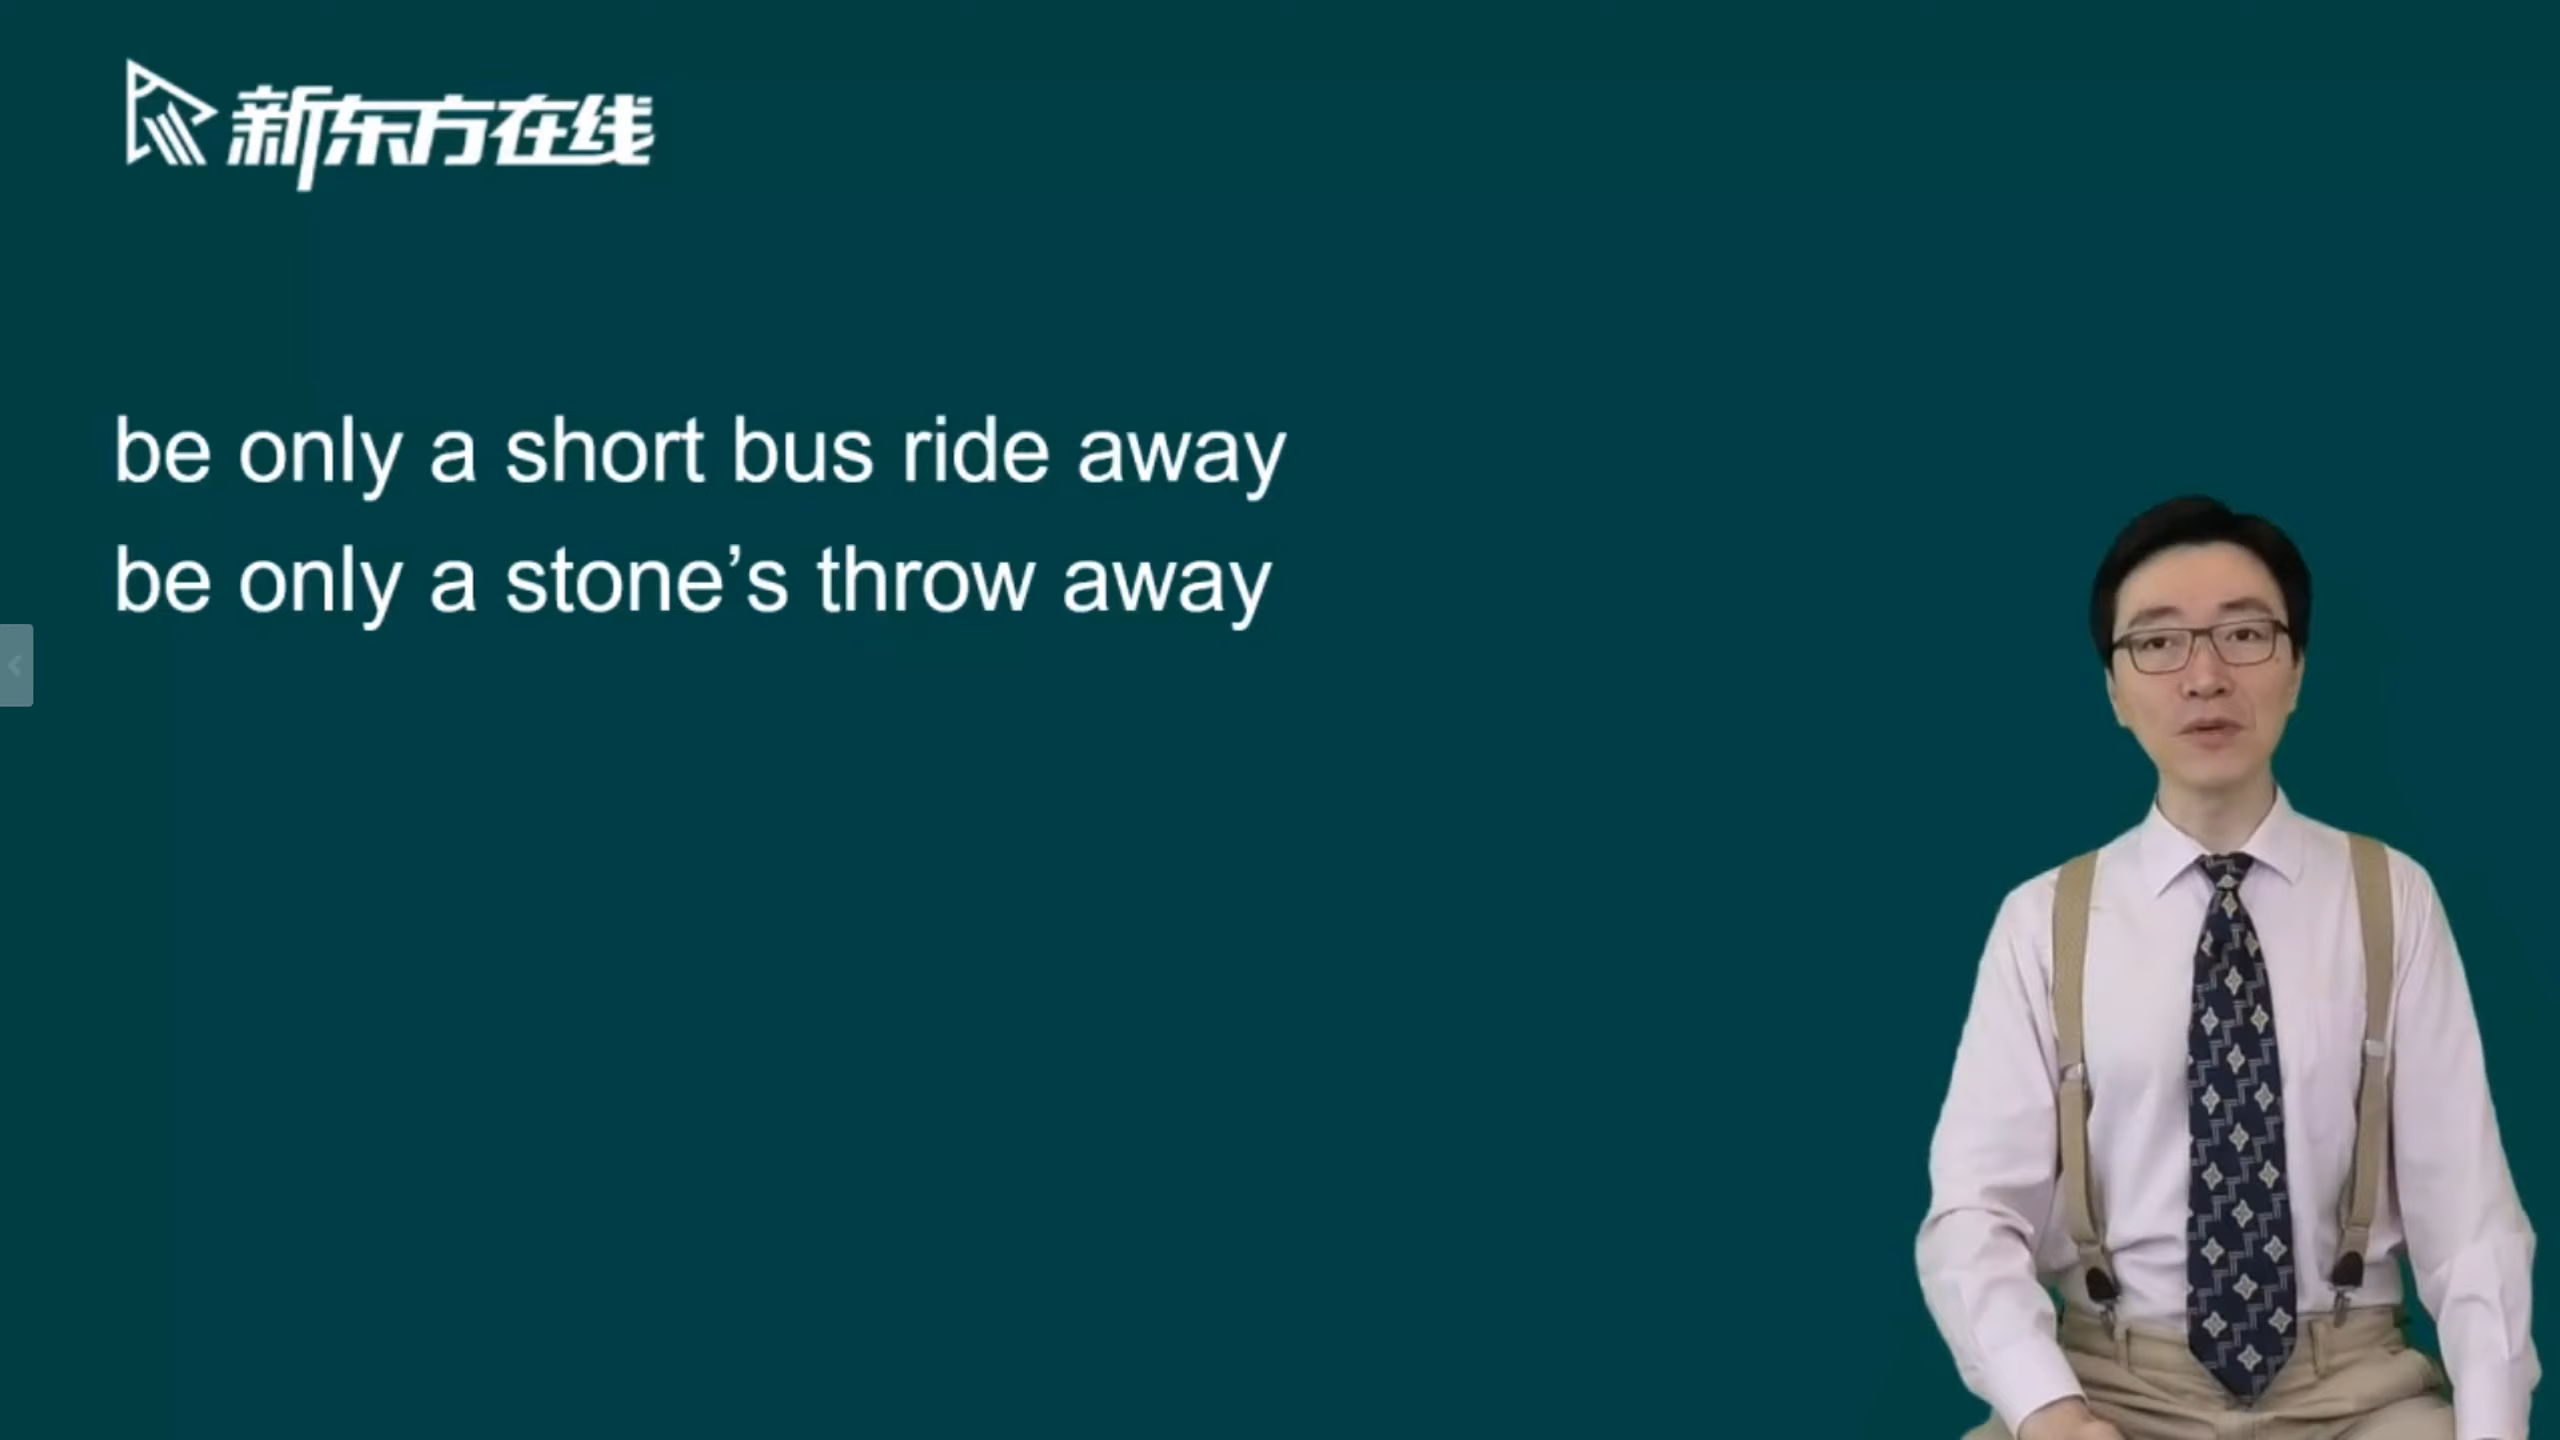 新东方在线
be only a short bus ride away
be only a stone’s throw away